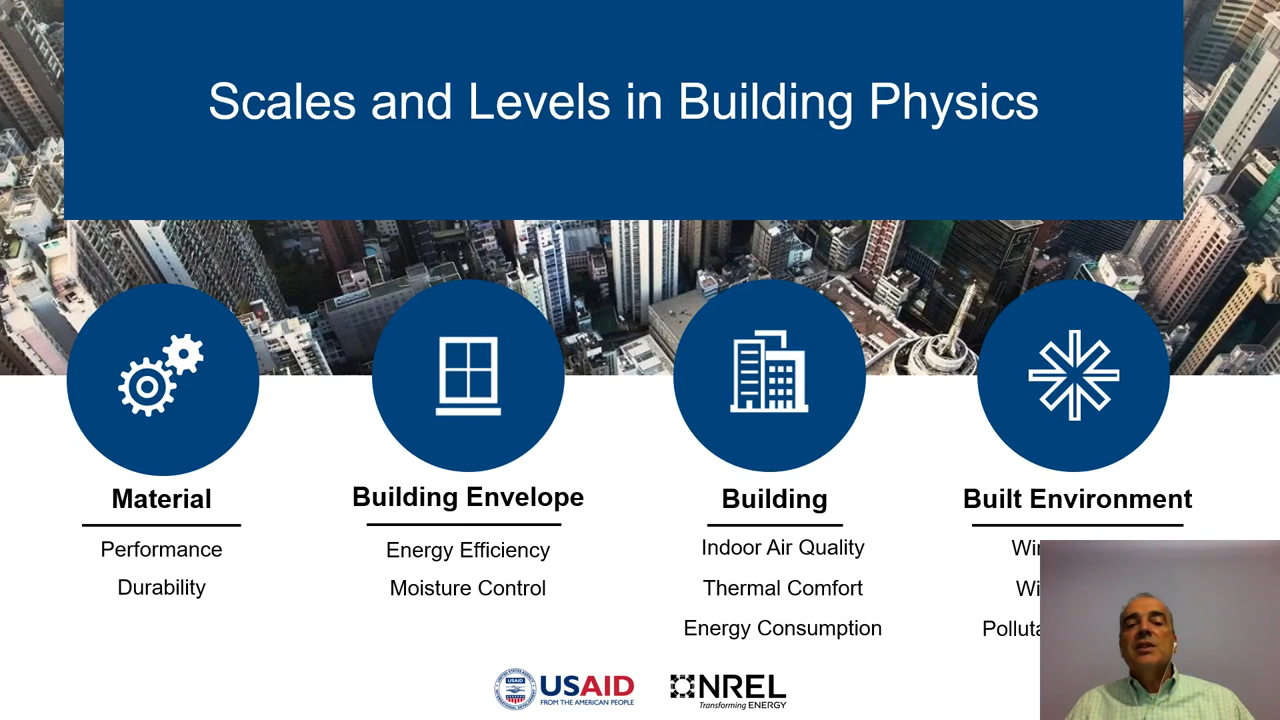 Scales and Levels in Building Physics
Material
Performance
Durability
Building Envelope
Energy Efficiency
Moisture Control
Building
Indoor Air Quality
Thermal Comfort
Energy Consumption
Built Environment
USAID
USAID
FROM THE AMERICAN PEOPLE
NREL
Transforming ENERGY